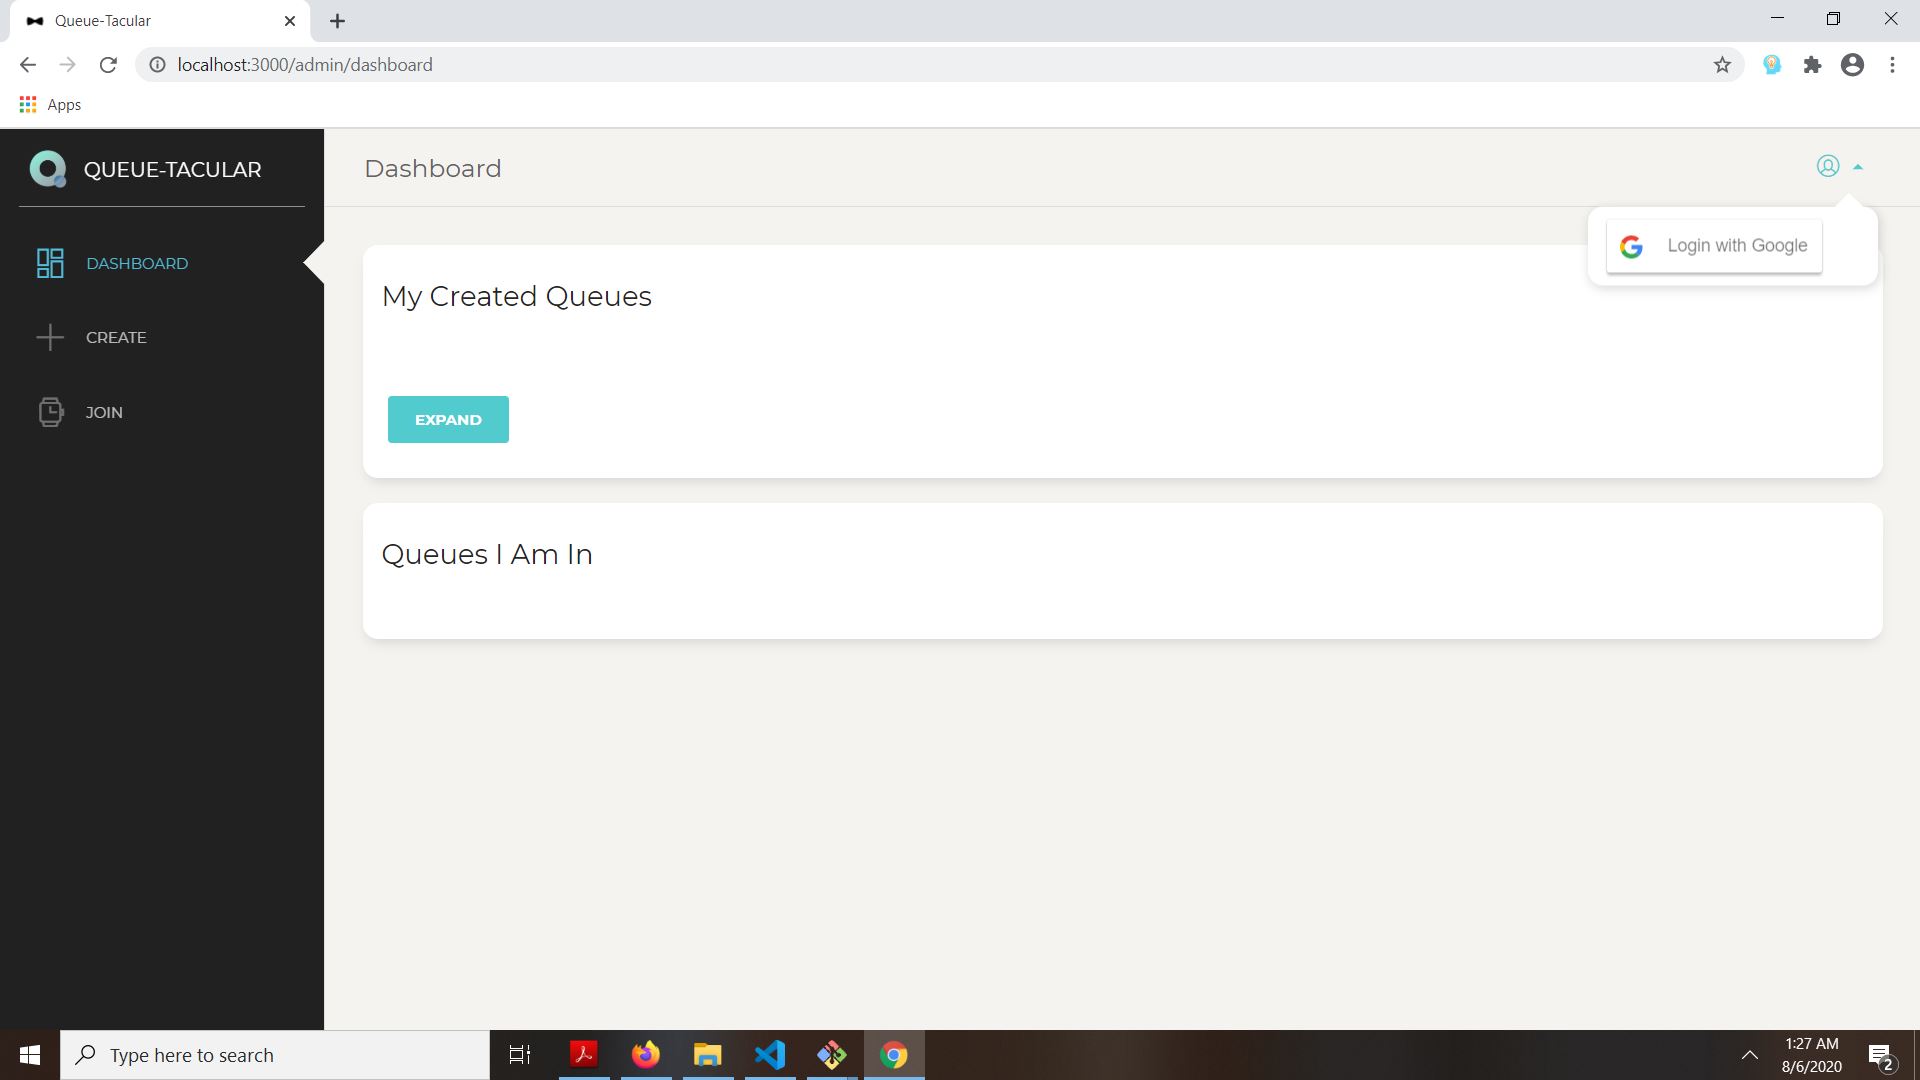 Queue-Tacular
localhost:3000/admin/dashboard
Apps
QUEUE-TACULAR
DASHBOARD
CREATE
JOIN
Dashboard
Login with Google
My Created Queues
EXPAND
Queues I Am In
Type here to search
1:27 AM
8/6/2020
2